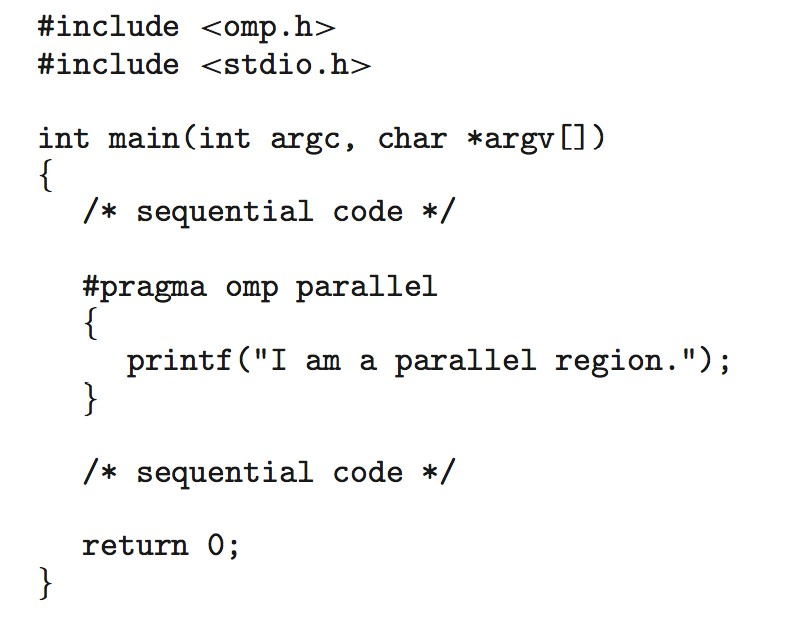 #include <omp.h>
#include <stdio.h>
int main(int argc, char *argv[])
{
/* sequential code */
#pragma omp parallel
{
printf("I am a parallel region.");
}
/* sequential code */
return 0;
}